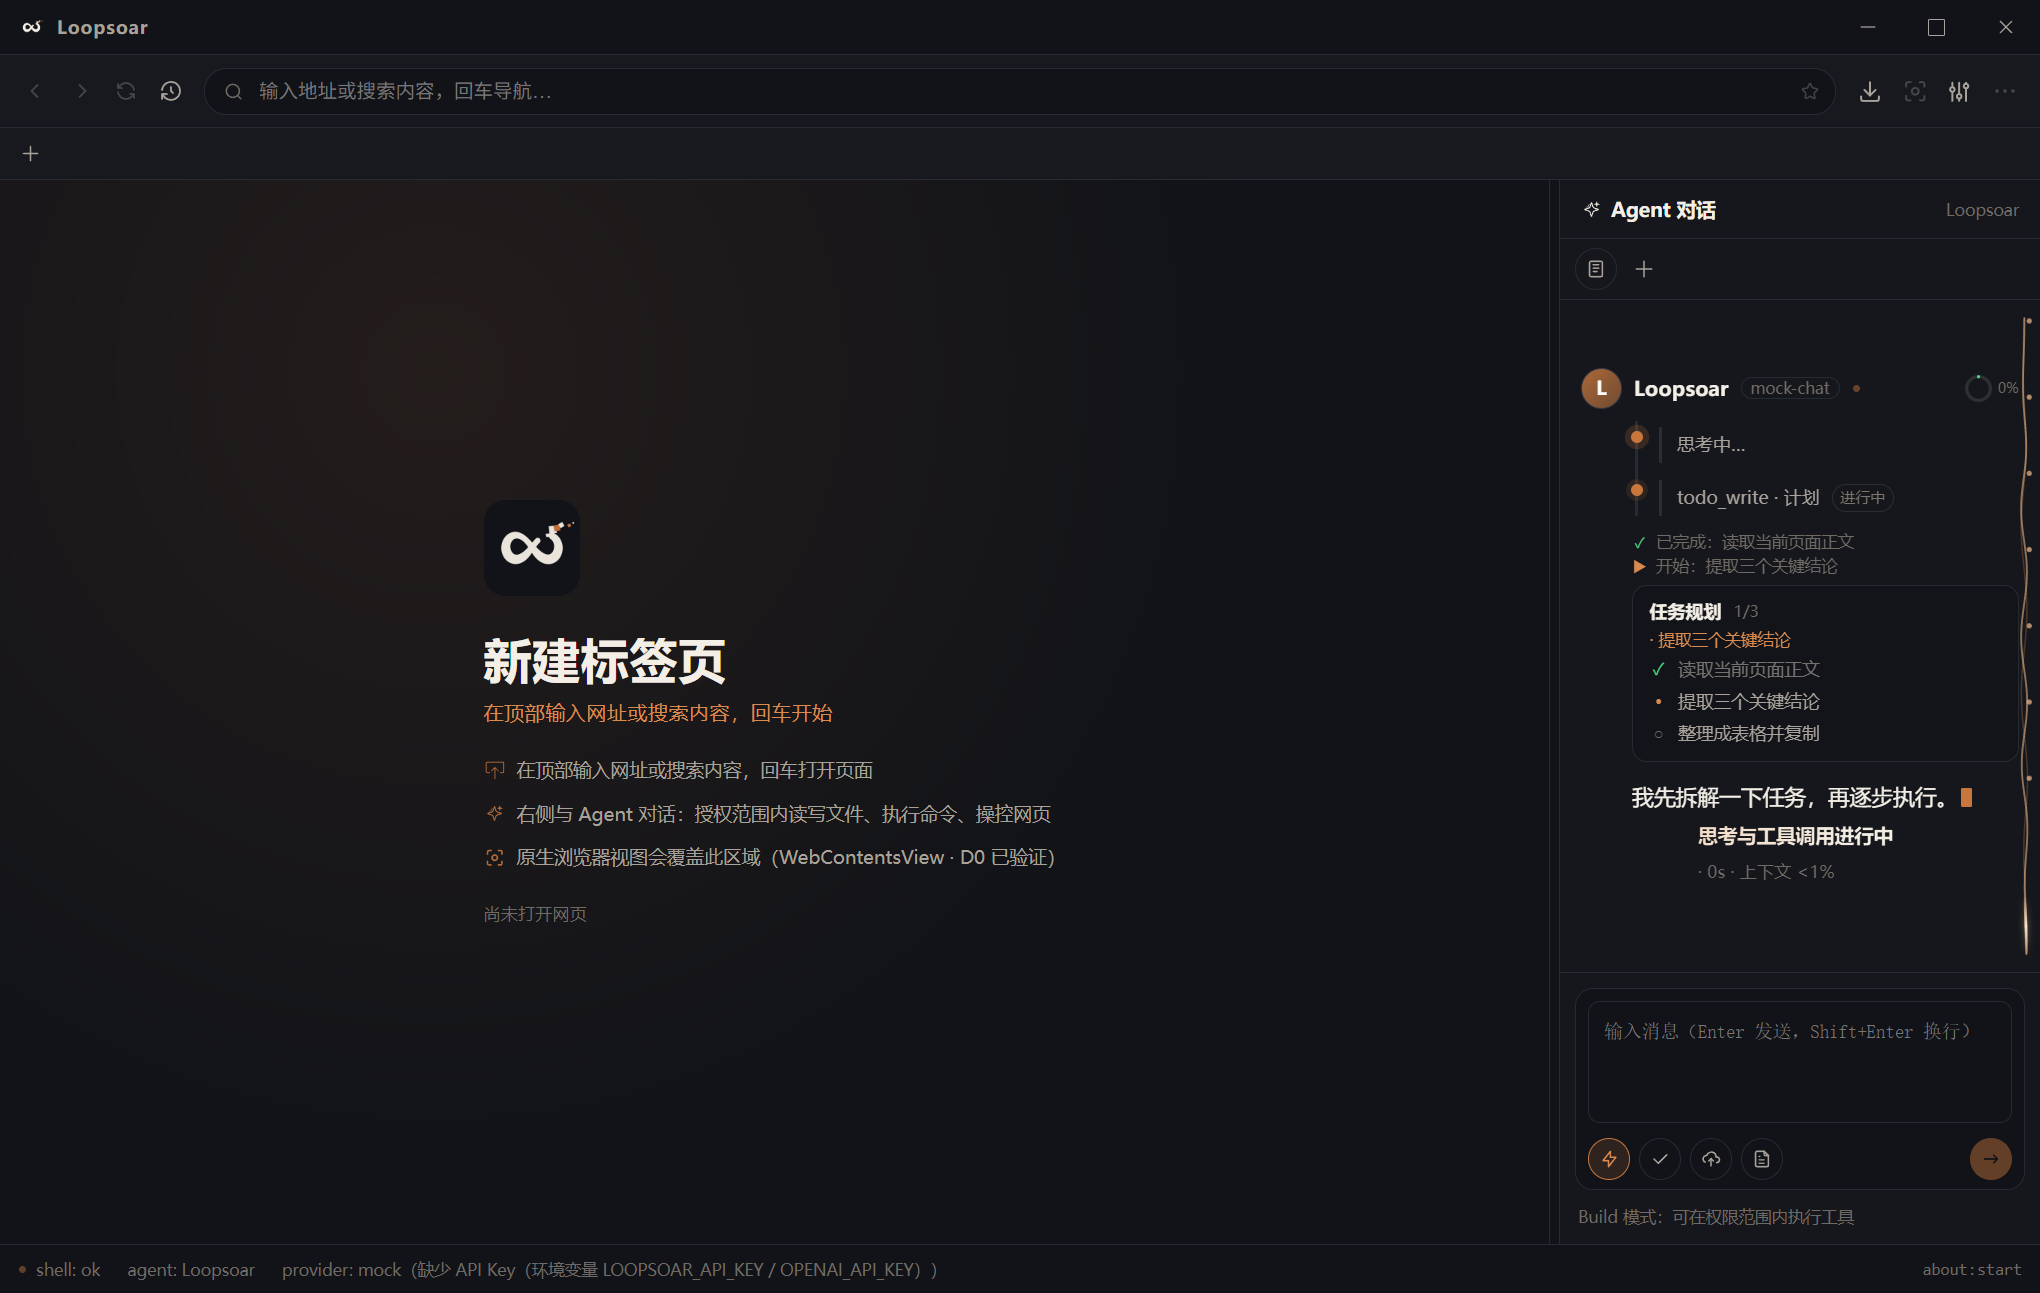 Loopsoar
输入地址或搜索内容，回车导航…
Agent 对话
Loopsoar
L
Loopsoar
mock-chat
0%
思考中...
todo_write · 计划
进行中
✓ 已完成：读取当前页面正文
▶ 开始：提取三个关键结论
任务规划 1/3
· 提取三个关键结论
✓ 读取当前页面正文
• 提取三个关键结论
○ 整理成表格并复制
我先拆解一下任务，再逐步执行。
思考与工具调用进行中
· 0s · 上下文 <1%
新建标签页
在顶部输入网址或搜索内容，回车开始
在顶部输入网址或搜索内容，回车打开页面
右侧与 Agent 对话：授权范围内读写文件、执行命令、操控网页
原生浏览器视图会覆盖此区域（WebContentsView · D0 已验证）
尚未打开网页
输入消息（Enter 发送，Shift+Enter 换行）
Build 模式：可在权限范围内执行工具
shell: ok
agent: Loopsoar
provider: mock（缺少 API Key（环境变量 LOOPSOAR_API_KEY / OPENAI_API_KEY））
about:start